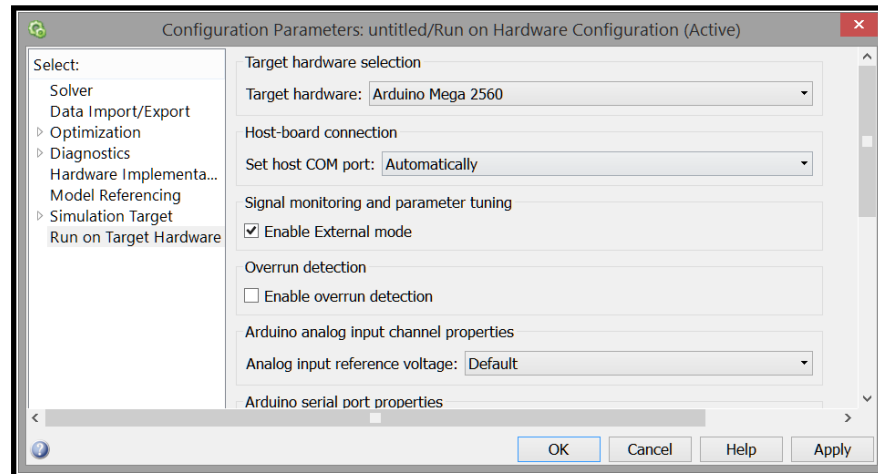 Configuration Parameters: untitled/Run on Hardware Configuration (Active)
Select:
Solver
Data Import/Export
Optimization
Diagnostics
Hardware Implementa...
Model Referencing
Simulation Target
Run on Target Hardware
Target hardware selection
Target hardware: Arduino Mega 2560
Host-board connection
Set host COM port: Automatically
Signal monitoring and parameter tuning
Enable External mode
Overrun detection
Enable overrun detection
Arduino analog input channel properties
Analog input reference voltage: Default
Arduino serial port properties
OK Cancel Help Apply